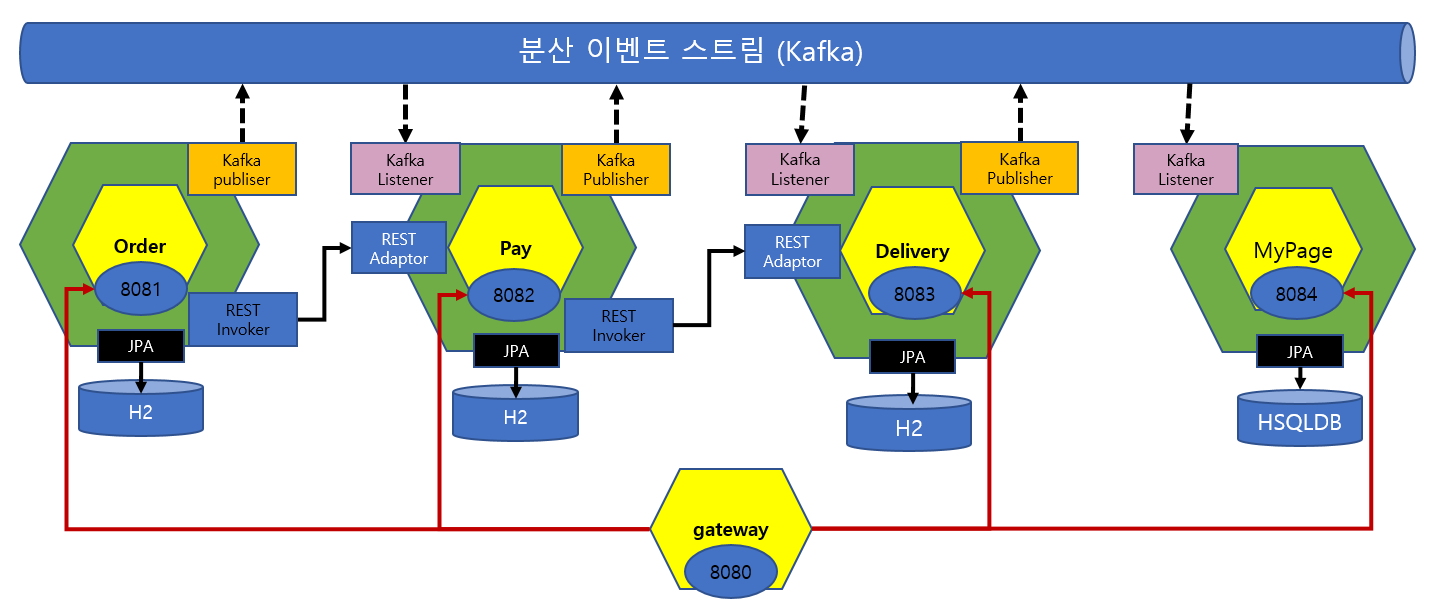 분산 이벤트 스트림 (Kafka)
Kafka
publiser
Kafka
Listener
Kafka
Publisher
Kafka
Listener
Kafka
Publisher
Kafka
Listener
Order
8081
REST
Invoker
JPA
H2
REST
Adaptor
Pay
8082
REST
Invoker
JPA
H2
REST
Adaptor
Delivery
8083
JPA
H2
MyPage
8084
JPA
HSQLDB
gateway
8080